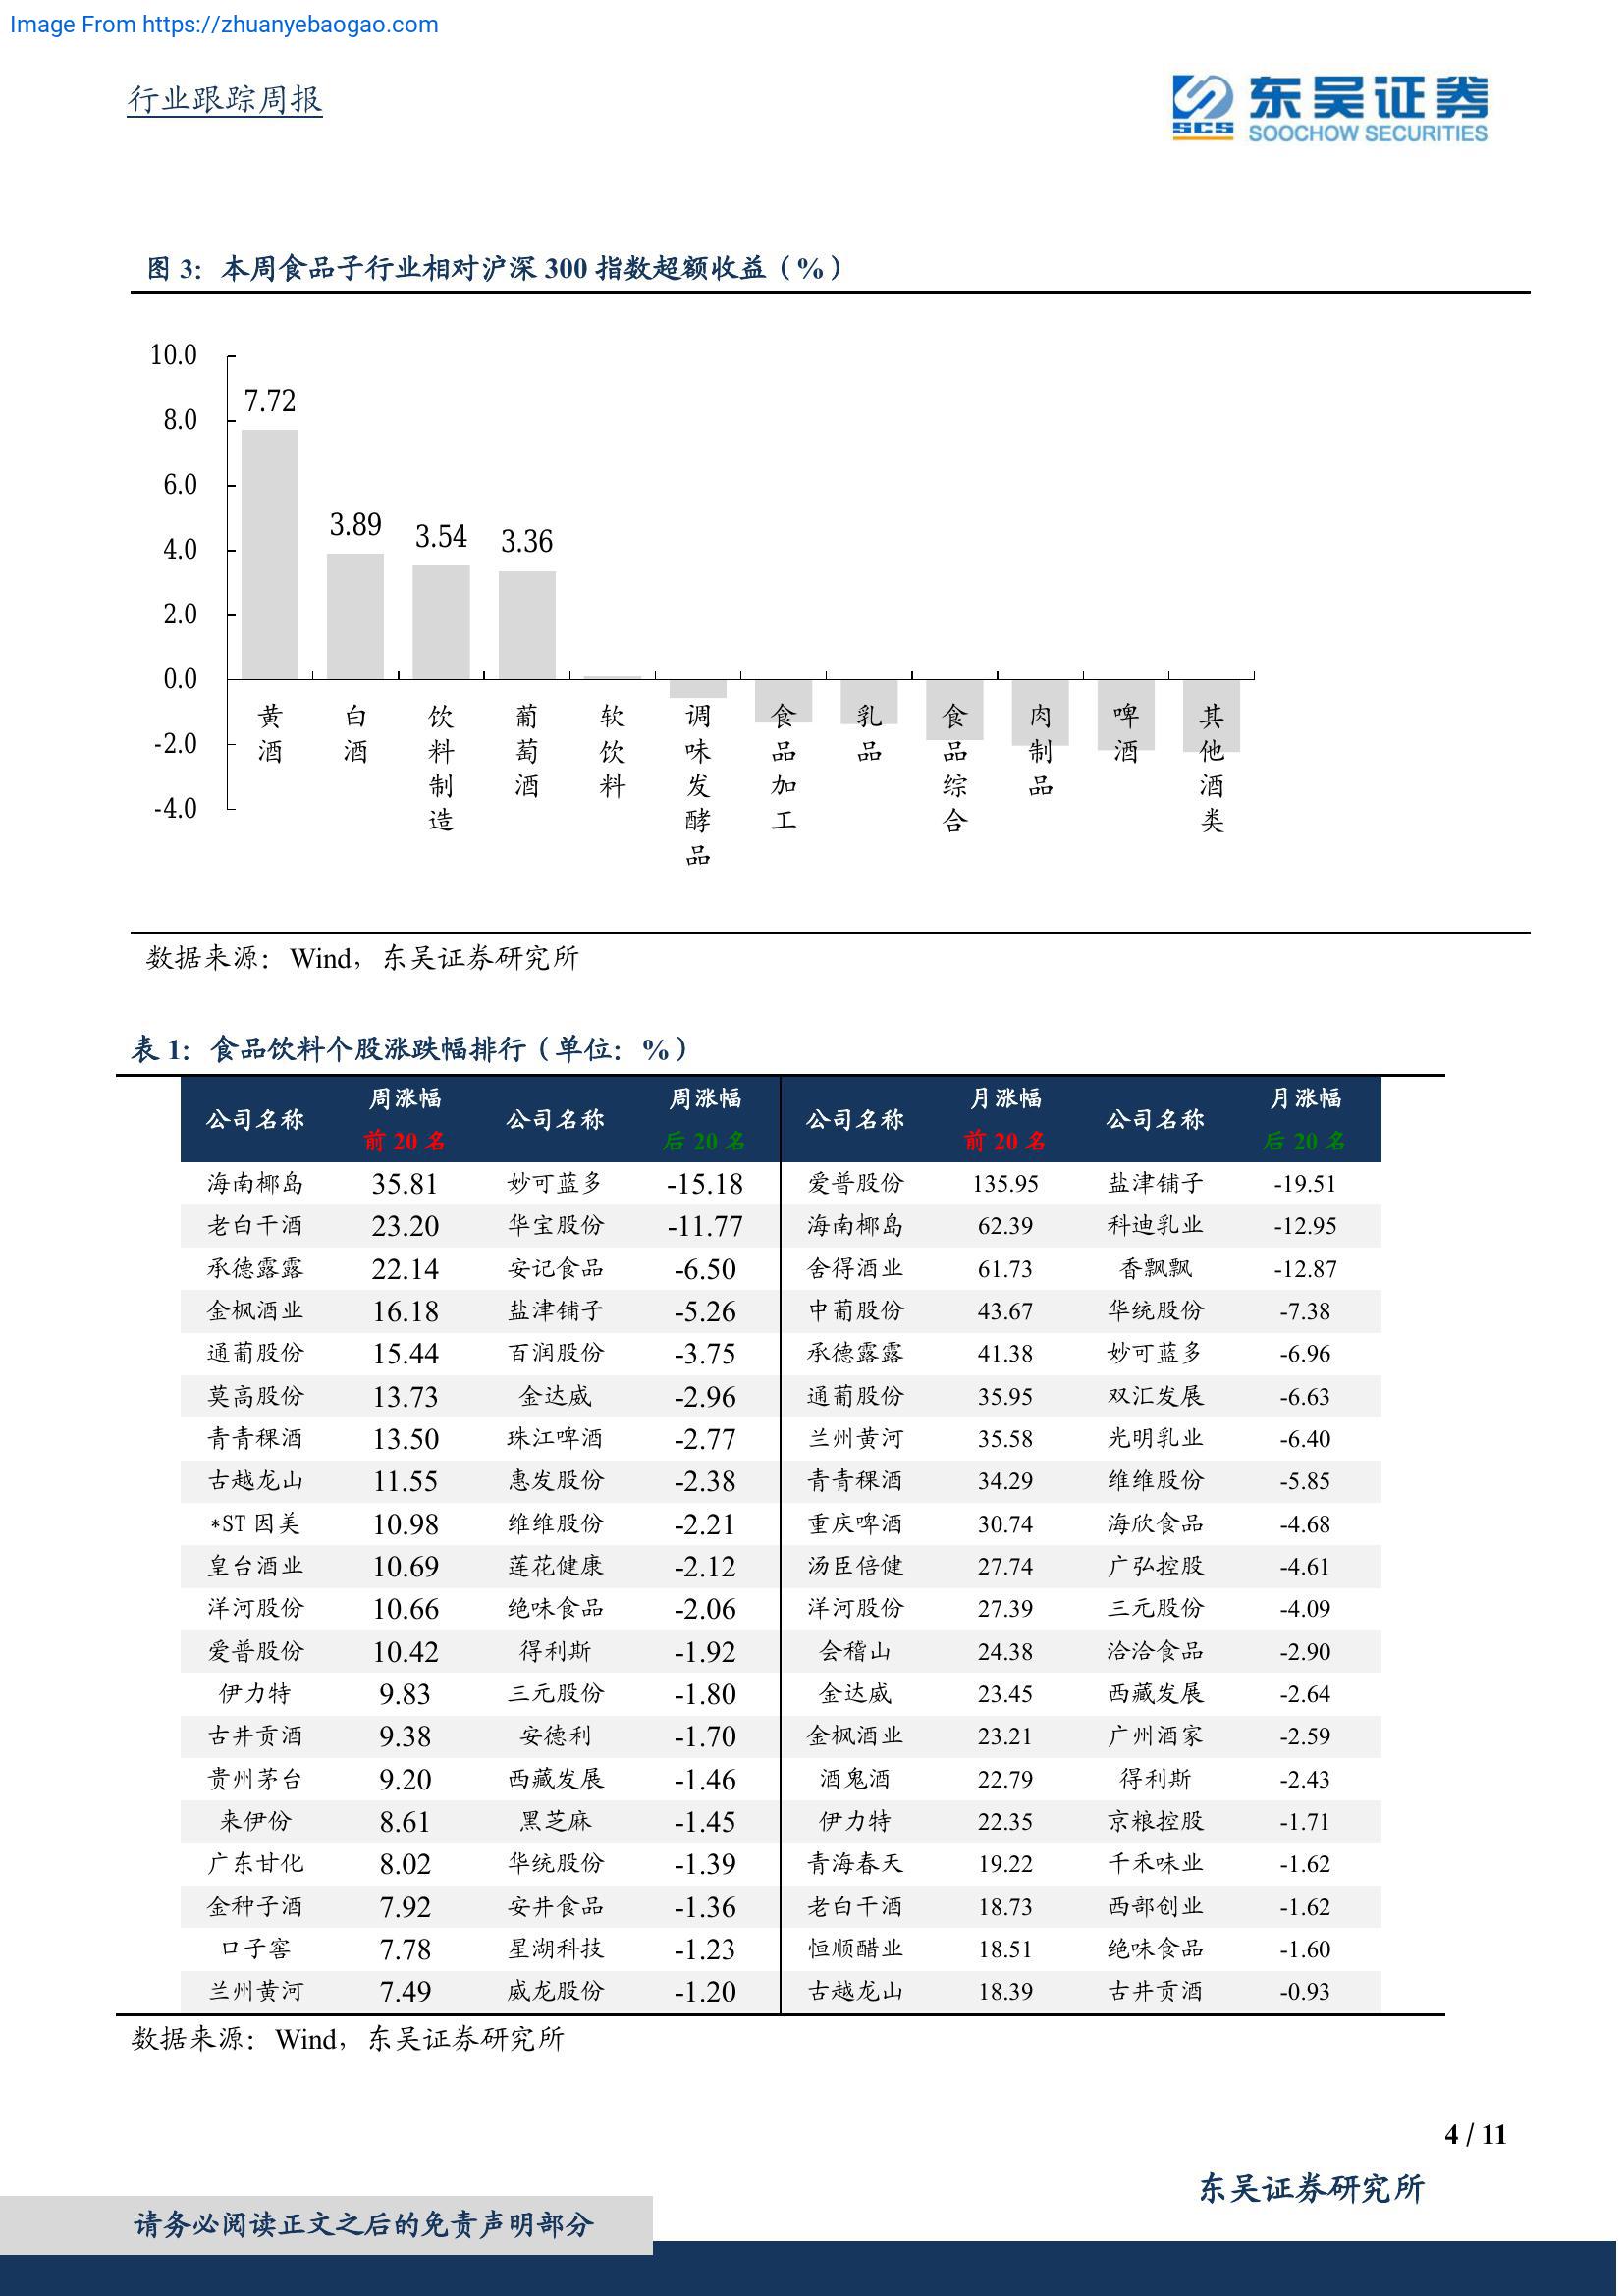 Image From https://zhuanyebaogao.com
行业跟踪周报
东吴证券
SCS
SOOCHOW SECURITIES
图 3：本周食品子行业相对沪深 300 指数超额收益（%）
10.0
8.0
6.0
4.0
2.0
0.0
-2.0
-4.0
7.72
3.89
3.54
3.36
黄酒
白酒
饮料制造
葡萄酒
软饮料
调味发酵品
食品加工
乳品
食品综合
肉制品
啤酒
其他酒类
数据来源：Wind，东吴证券研究所
表 1：食品饮料个股涨跌幅排行（单位：%）
公司名称 周涨幅 前 20 名 公司名称 周涨幅 后 20 名 公司名称 月涨幅 前 20 名 公司名称 月涨幅 后 20 名
海南椰岛 35.81 妙可蓝多 -15.18 爱普股份 135.95 盐津铺子 -19.51
老白干酒 23.20 华宝股份 -11.77 海南椰岛 62.39 科迪乳业 -12.95
承德露露 22.14 安记食品 -6.50 舍得酒业 61.73 香飘飘 -12.87
金枫酒业 16.18 盐津铺子 -5.26 中葡股份 43.67 华统股份 -7.38
通葡股份 15.44 百润股份 -3.75 承德露露 41.38 妙可蓝多 -6.96
莫高股份 13.73 金达威 -2.96 通葡股份 35.95 双汇发展 -6.63
青青稞酒 13.50 珠江啤酒 -2.77 兰州黄河 35.58 光明乳业 -6.40
古越龙山 11.55 惠发股份 -2.38 青青稞酒 34.29 维维股份 -5.85
*ST 因美 10.98 维维股份 -2.21 重庆啤酒 30.74 海欣食品 -4.68
皇台酒业 10.69 莲花健康 -2.12 汤臣倍健 27.74 广弘控股 -4.61
洋河股份 10.66 绝味食品 -2.06 洋河股份 27.39 三元股份 -4.09
爱普股份 10.42 得利斯 -1.92 会稽山 24.38 洽洽食品 -2.90
伊力特 9.83 三元股份 -1.80 金达威 23.45 西藏发展 -2.64
古井贡酒 9.38 安德利 -1.70 金枫酒业 23.21 广州酒家 -2.59
贵州茅台 9.20 西藏发展 -1.46 酒鬼酒 22.79 得利斯 -2.43
来伊份 8.61 黑芝麻 -1.45 伊力特 22.35 京粮控股 -1.71
广东甘化 8.02 华统股份 -1.39 青海春天 19.22 千禾味业 -1.62
金种子酒 7.92 安井食品 -1.36 老白干酒 18.73 西部创业 -1.62
口子窖 7.78 星湖科技 -1.23 恒顺醋业 18.51 绝味食品 -1.60
兰州黄河 7.49 威龙股份 -1.20 古越龙山 18.39 古井贡酒 -0.93
数据来源：Wind，东吴证券研究所
4 / 11
东吴证券研究所
请务必阅读正文之后的免责声明部分